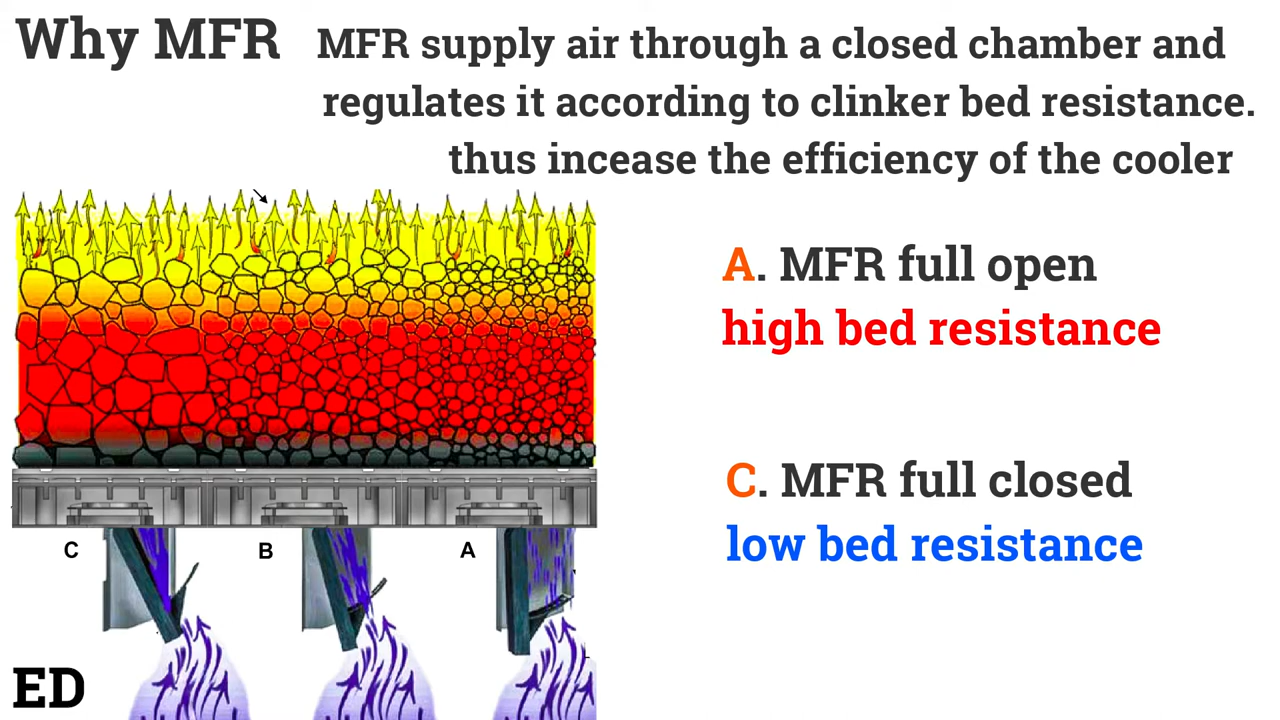 Why MFR
MFR supply air through a closed chamber and
regulates it according to clinker bed resistance.
thus incease the efficiency of the cooler
A. MFR full open
high bed resistance
C. MFR full closed
low bed resistance
C
B
A
ED